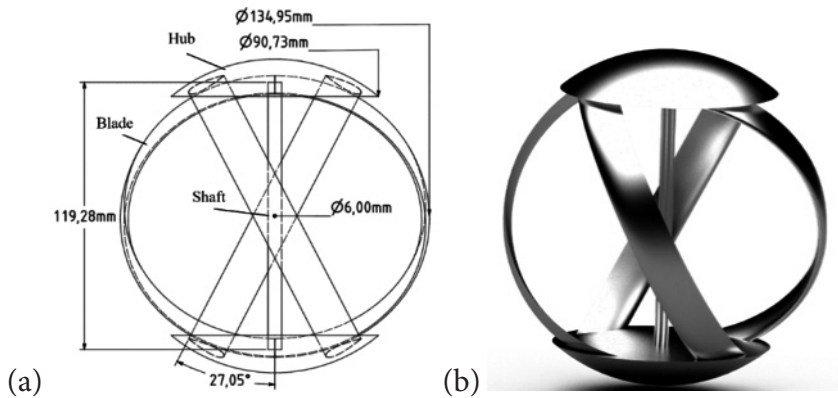 Ø134,95mm
Hub
Ø90,73mm
Blade
Shaft
119,28mm
Ø6,00mm
27,05°
(a)
(b)